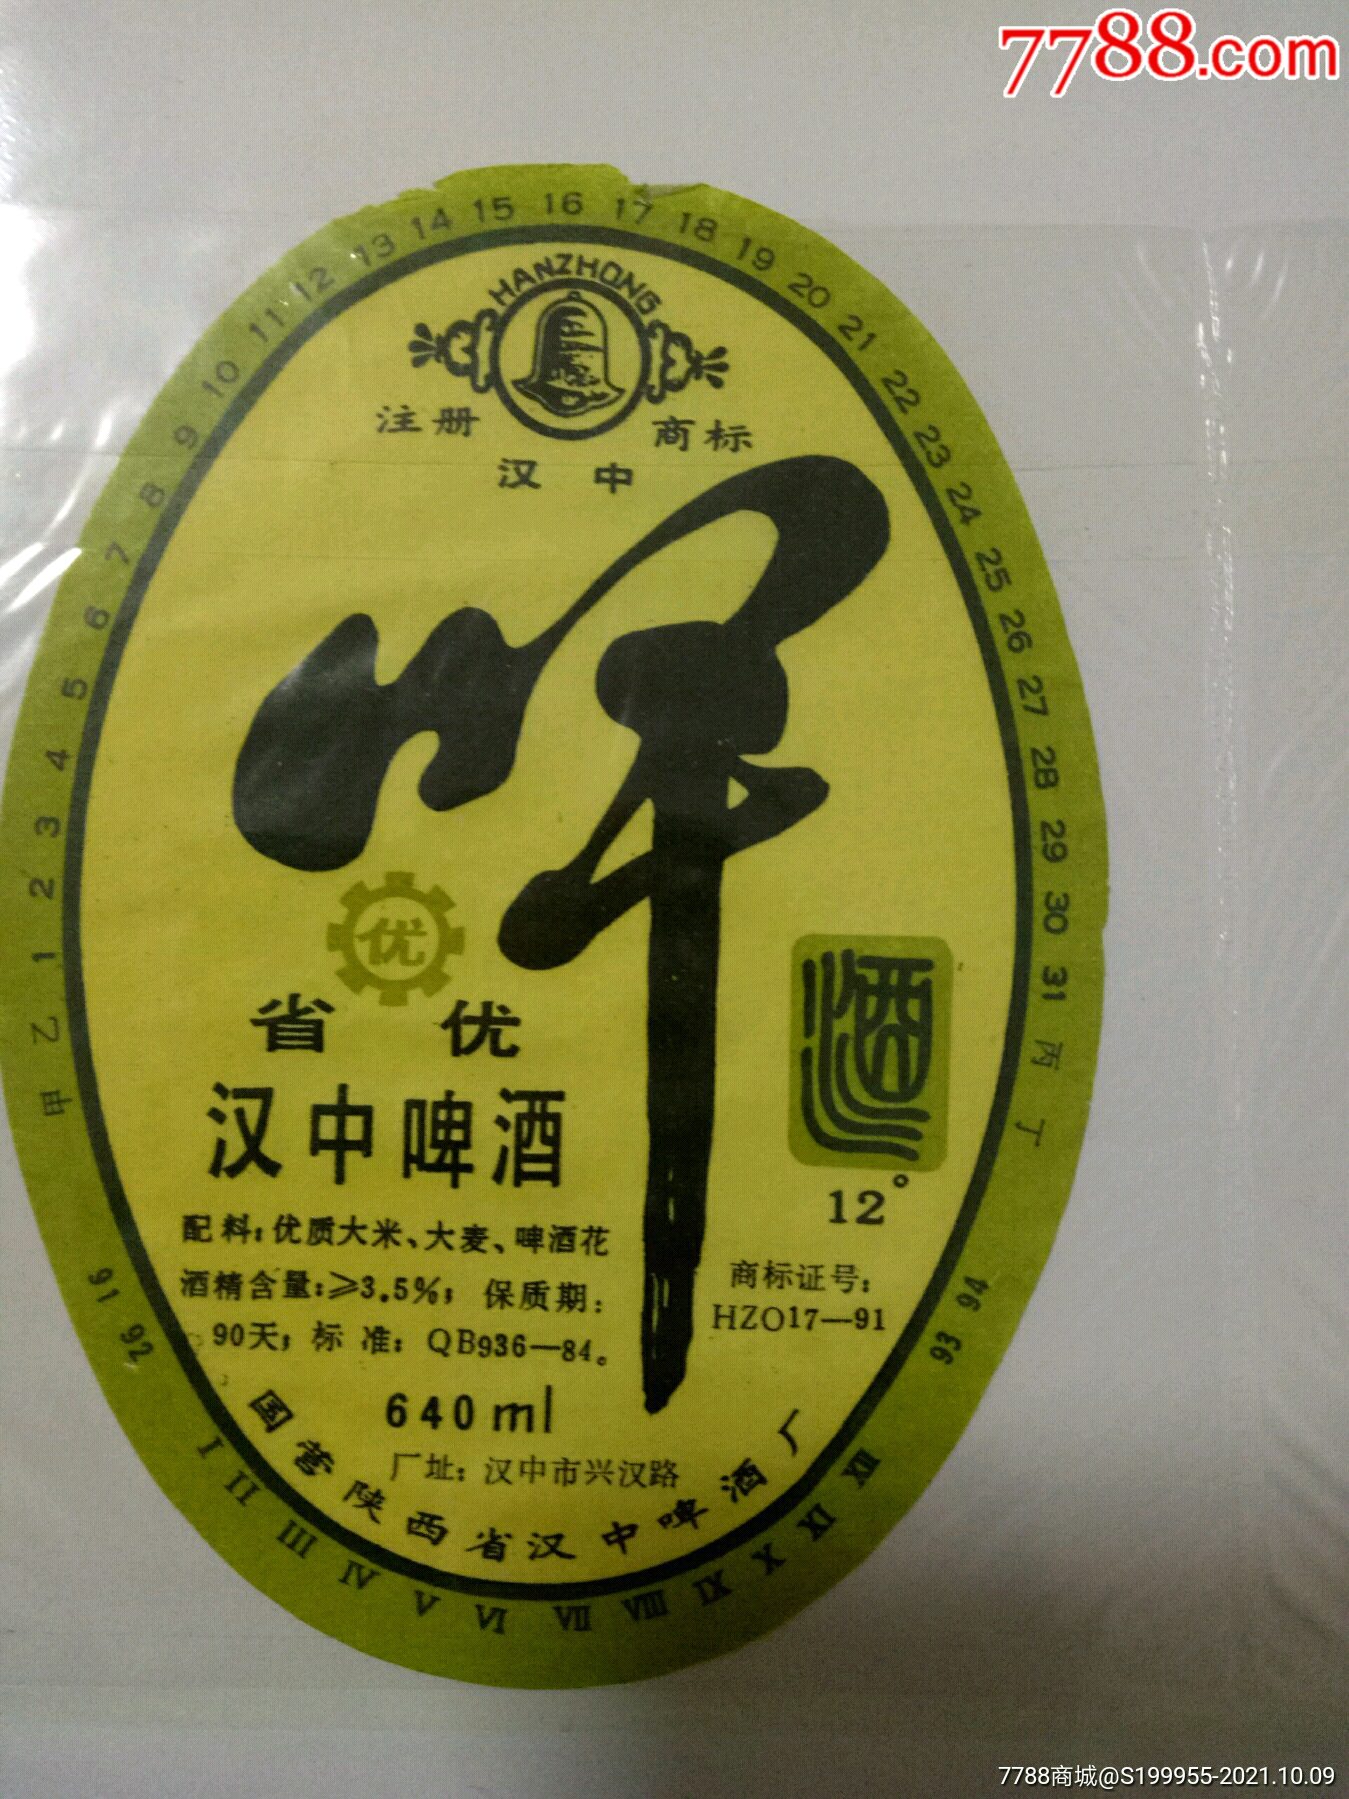 7788.com
甲 乙 1 2 3 4 5 6 7 8 9 10 11 12 13 14 15 16 17 18 19 20 21 22 23 24 25 26 27 28 29 30 31 丙 丁
HANZHONG
注册 商标
汉中
啤
优
省优
酒
汉中啤酒
12°
配料:优质大米、大麦、啤酒花
酒精含量:≥3.5%; 保质期:
90天; 标准: QB936—84。
商标证号:
HZO17—91
640ml
厂址: 汉中市兴汉路
国营陕西省汉中啤酒厂
91 92 I II III IV V VI VII VIII IX X XI XII 93 94
7788商城@S199955-2021.10.09